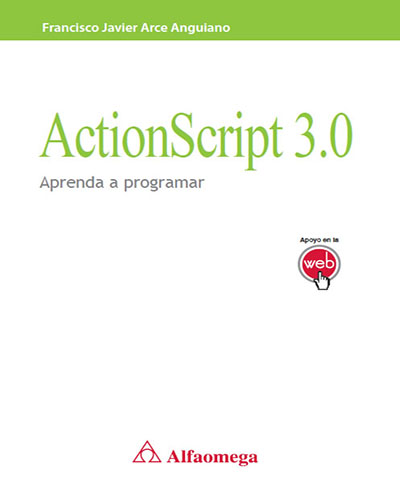 Francisco Javier Arce Anguiano
ActionScript 3.0
Aprenda a programar
Apoyo en la
web
Alfaomega